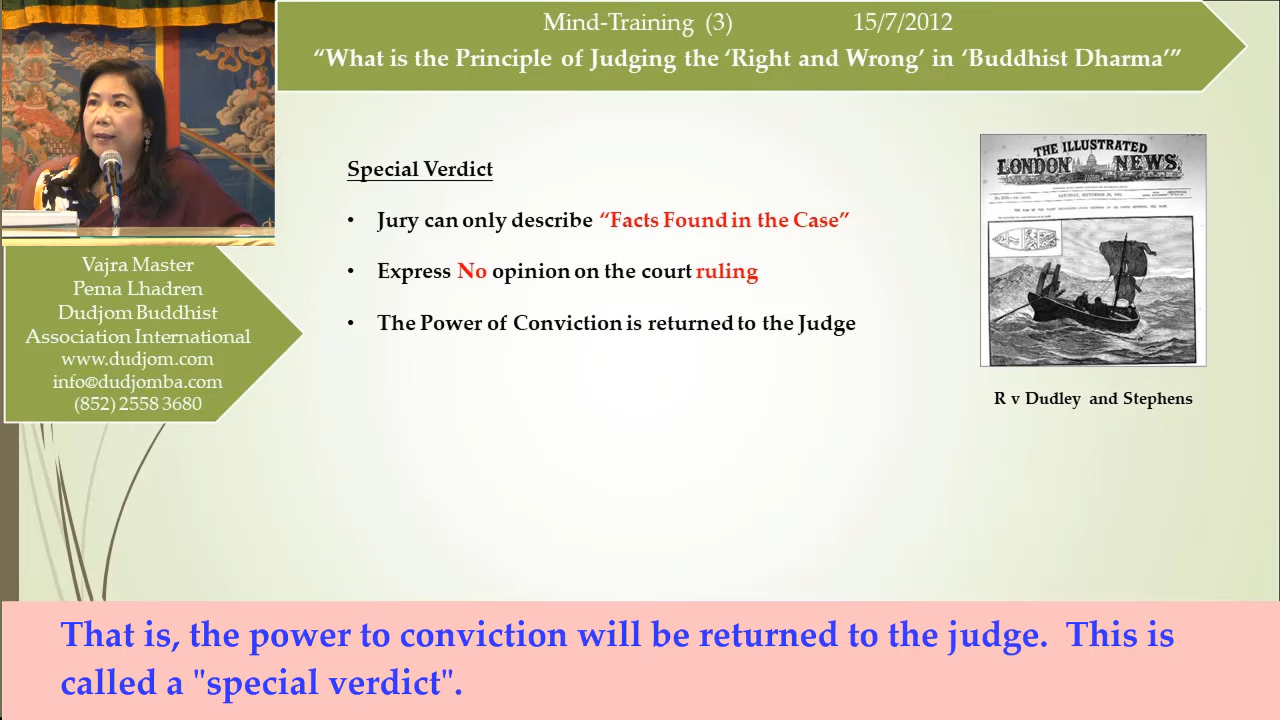 Mind-Training (3) 15/7/2012
“What is the Principle of Judging the ‘Right and Wrong’ in ‘Buddhist Dharma’”
Vajra Master
Pema Lhadren
Dudjom Buddhist
Association International
www.dudjom.com
info@dudjomba.com
(852) 2558 3680
Special Verdict
Jury can only describe “Facts Found in the Case”
• Express No opinion on the court ruling
• The Power of Conviction is returned to the Judge
THE ILLUSTRATED
LONDON NEWS
R v Dudley and Stephens
That is, the power to conviction will be returned to the judge. This is
called a "special verdict".